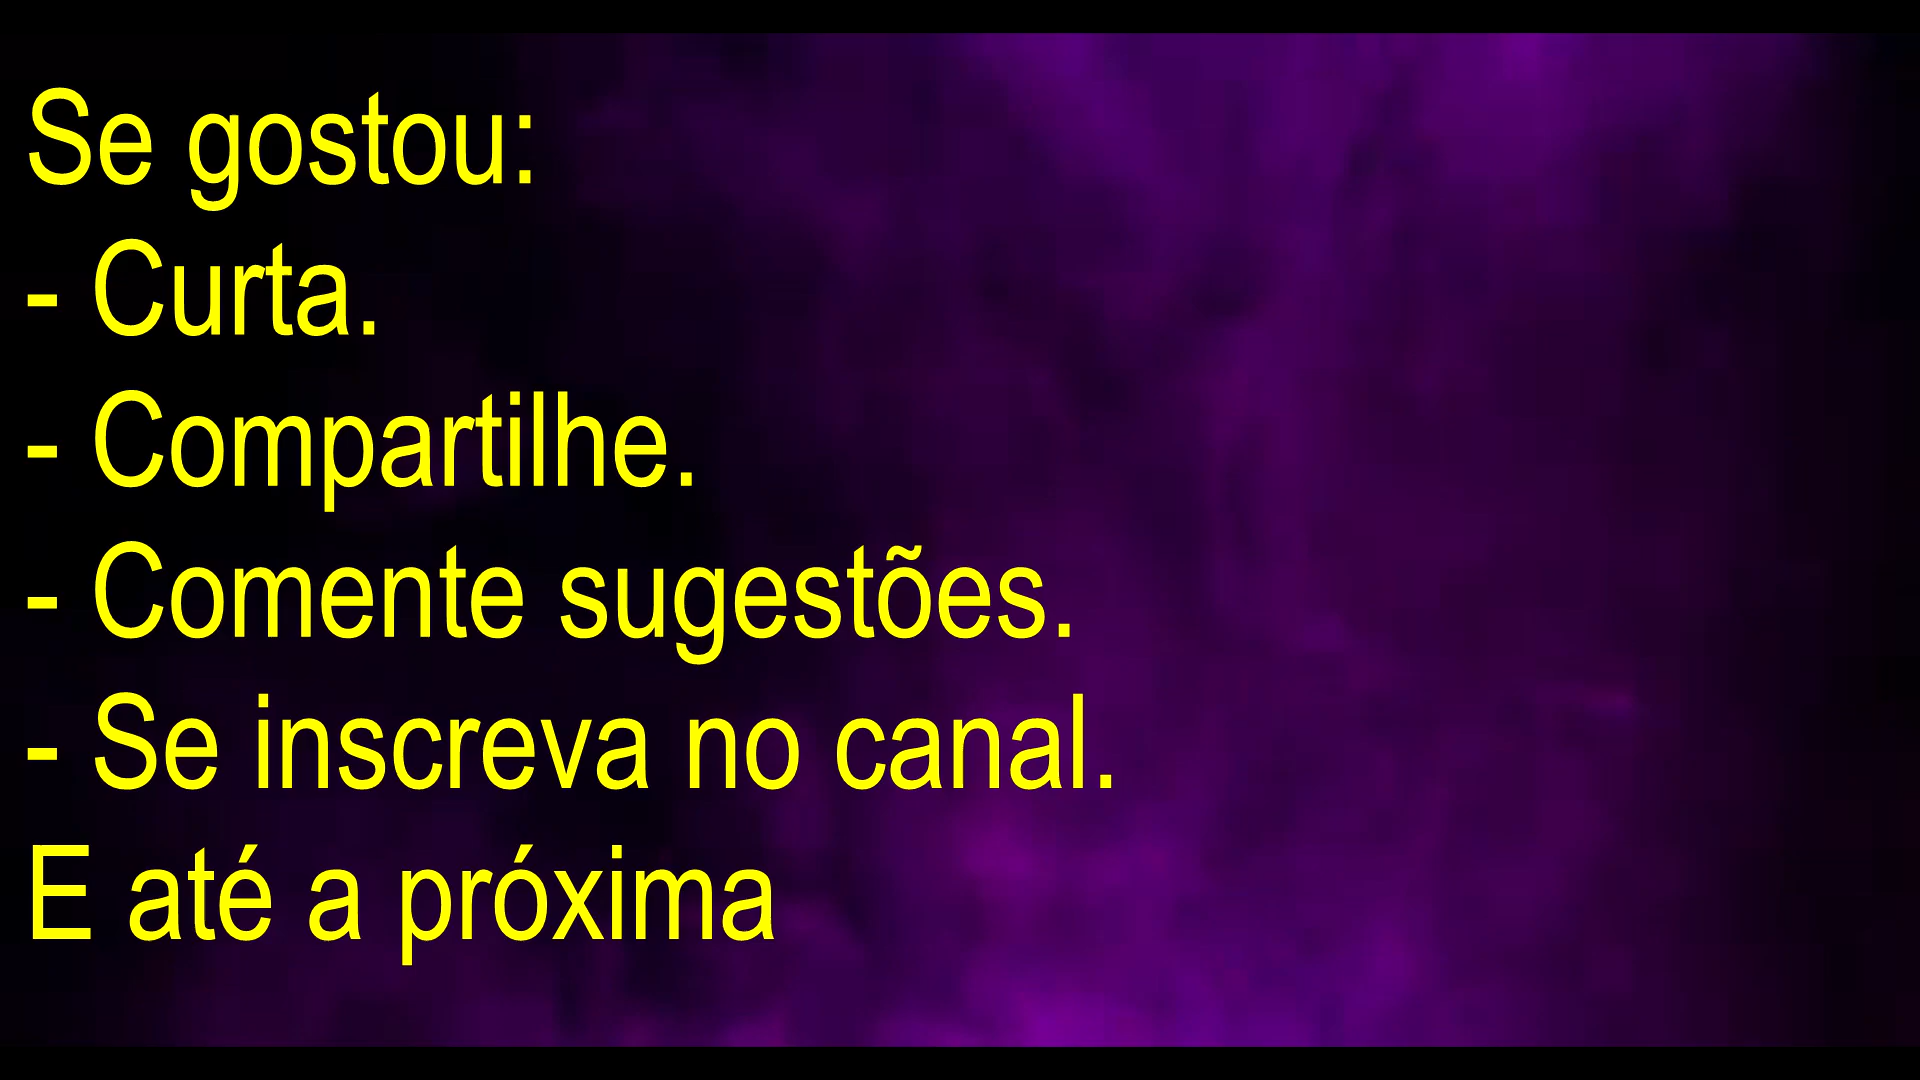 Se gostou:
- Curta.
- Compartilhe.
- Comente sugestões.
- Se inscreva no canal.
E até a próxima